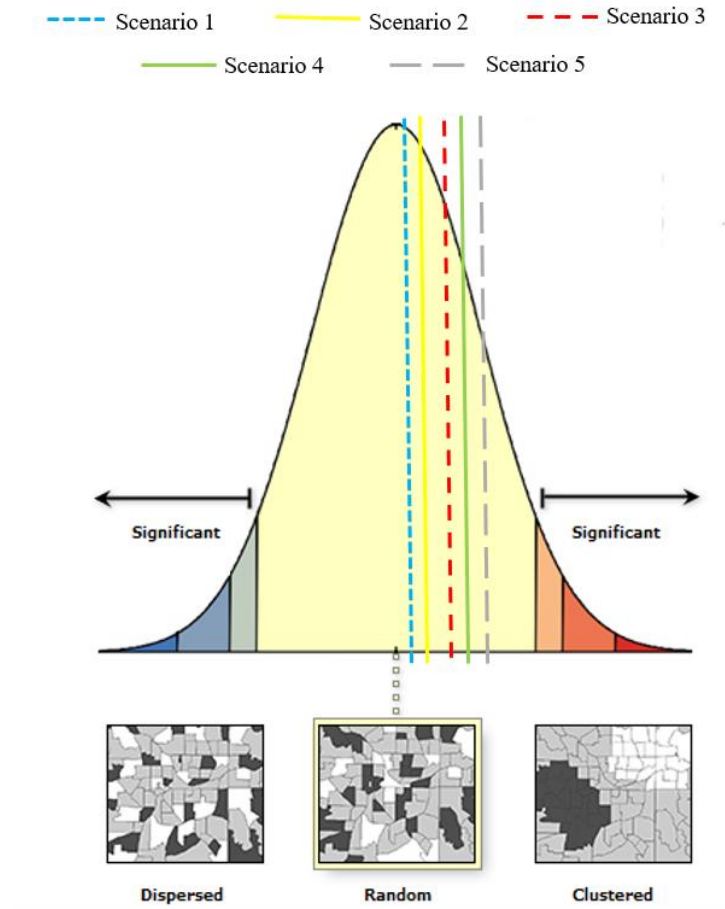 Scenario 1 Scenario 2 Scenario 3
Scenario 4 Scenario 5
Significant Significant
Dispersed Random Clustered